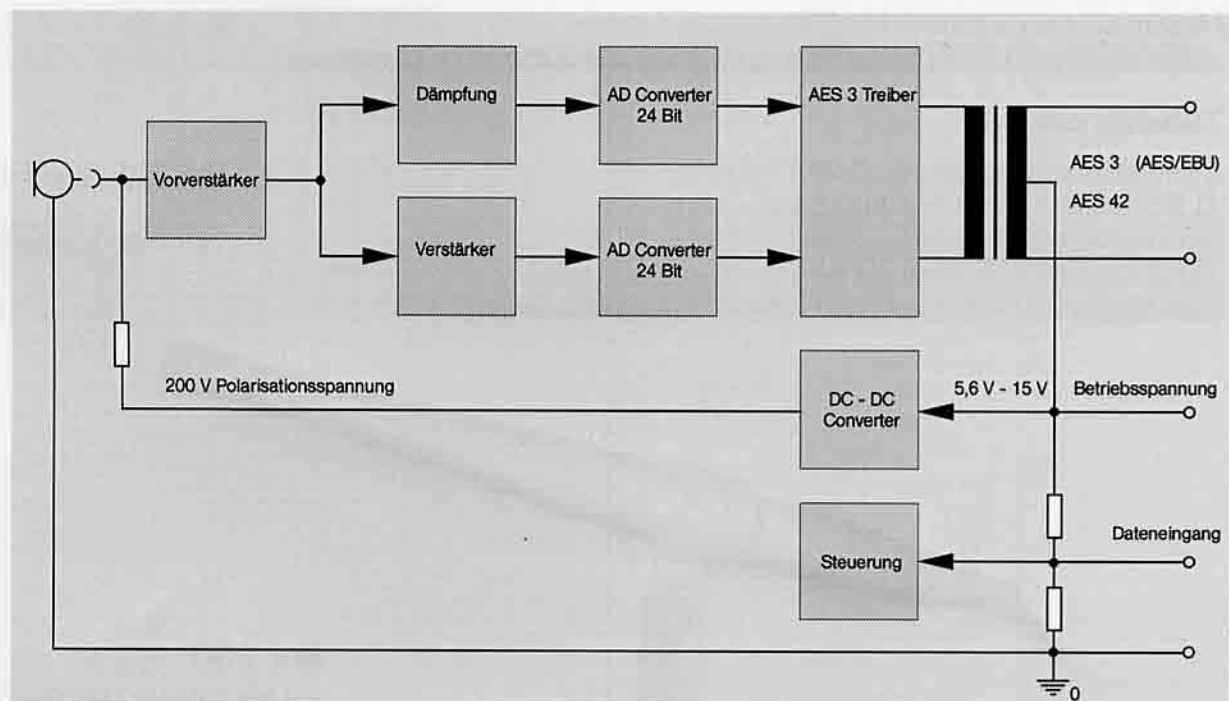 Dämpfung
AD Converter
24 Bit
AES 3 Treiber
Vorverstärker
AES 3 (AES/EBU)
AES 42
Verstärker
AD Converter
24 Bit
200 V Polarisationsspannung
DC - DC
Converter
5,6 V - 15 V
Betriebsspannung
Steuerung
Dateneingang
0